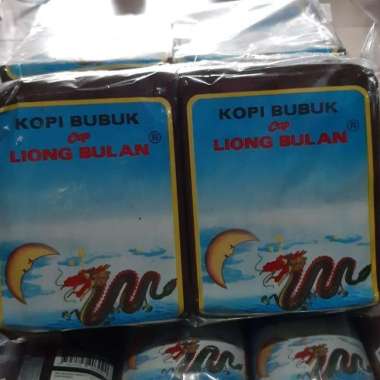 KOPI BUBUK
Cap
LIONG BULAN ®
KOPI BUBUK
Cap
LIONG BULAN ®